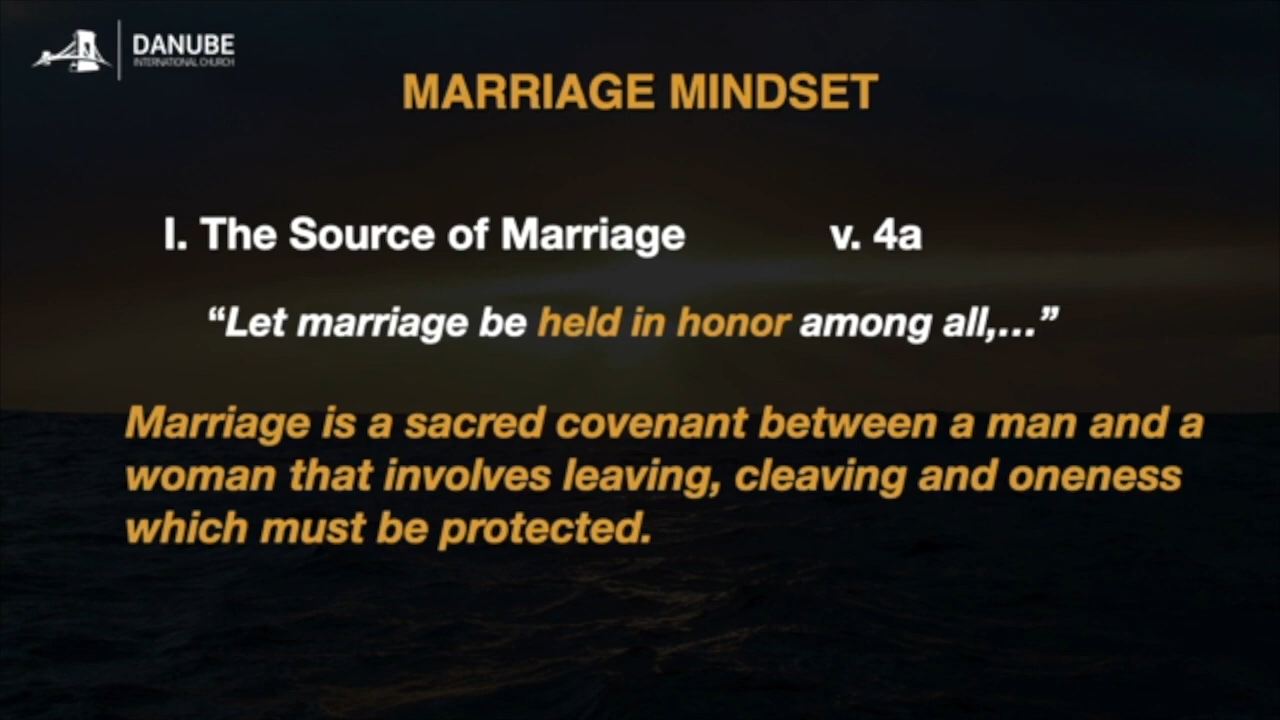 DANUBE
INTERNATIONAL CHURCH
MARRIAGE MINDSET
I. The Source of Marriage v. 4a
“Let marriage be held in honor among all,…”
Marriage is a sacred covenant between a man and a
woman that involves leaving, cleaving and oneness
which must be protected.